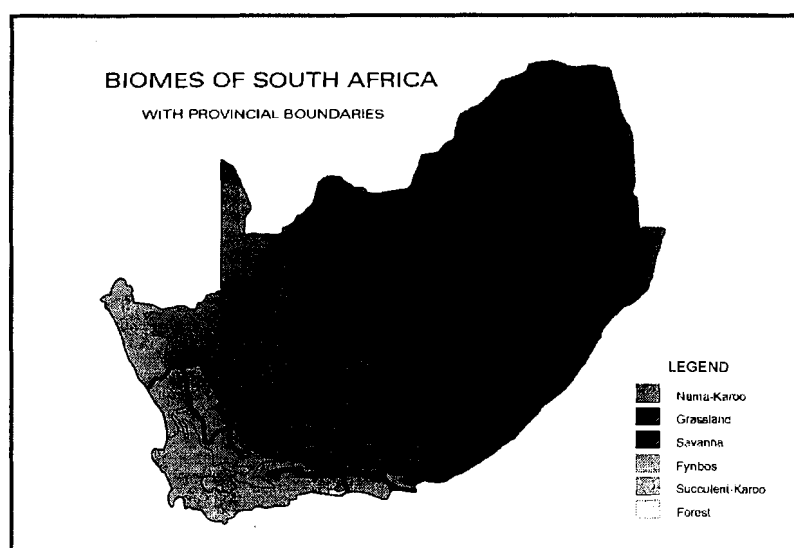 BIOMES OF SOUTH AFRICA
WITH PROVINCIAL BOUNDARIES
LEGEND
Nama-Karoo
Grassland
Savanna
Fynbos
Succulent-Karoo
Forest